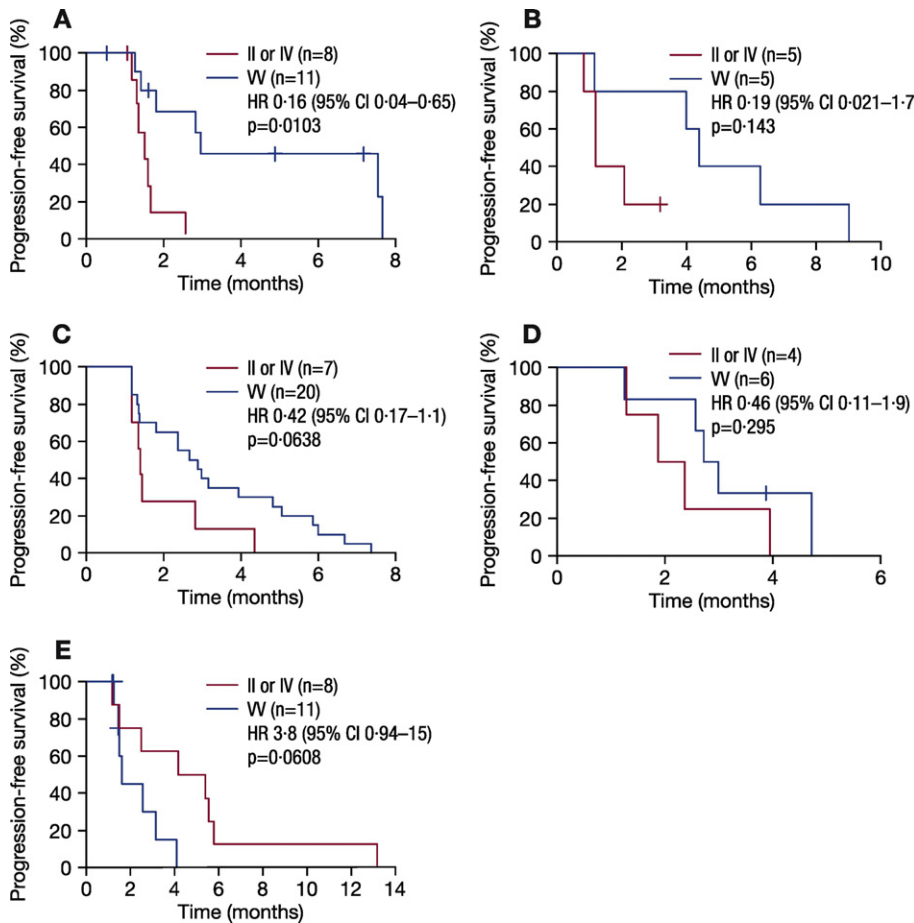 A
Progression-free survival (%)
100
80
60
40
20
0
II or IV (n=8)
VV (n=11)
HR 0·16 (95% CI 0·04–0·65)
p=0·0103
0 2 4 6 8
Time (months)
B
Progression-free survival (%)
100
80
60
40
20
0
II or IV (n=5)
VV (n=5)
HR 0·19 (95% CI 0·021–1·7
p=0·143
0 2 4 6 8 10
Time (months)
C
Progression-free survival (%)
100
80
60
40
20
0
II or IV (n=7)
VV (n=20)
HR 0·42 (95% CI 0·17–1·1)
p=0·0638
0 2 4 6 8
Time (months)
D
Progression-free survival (%)
100
80
60
40
20
0
II or IV (n=4)
VV (n=6)
HR 0·46 (95% CI 0·11–1·9)
p=0·295
0 2 4 6
Time (months)
E
Progression-free survival (%)
100
80
60
40
20
0
II or IV (n=8)
VV (n=11)
HR 3·8 (95% CI 0·94–15)
p=0·0608
0 2 4 6 8 10 12 14
Time (months)